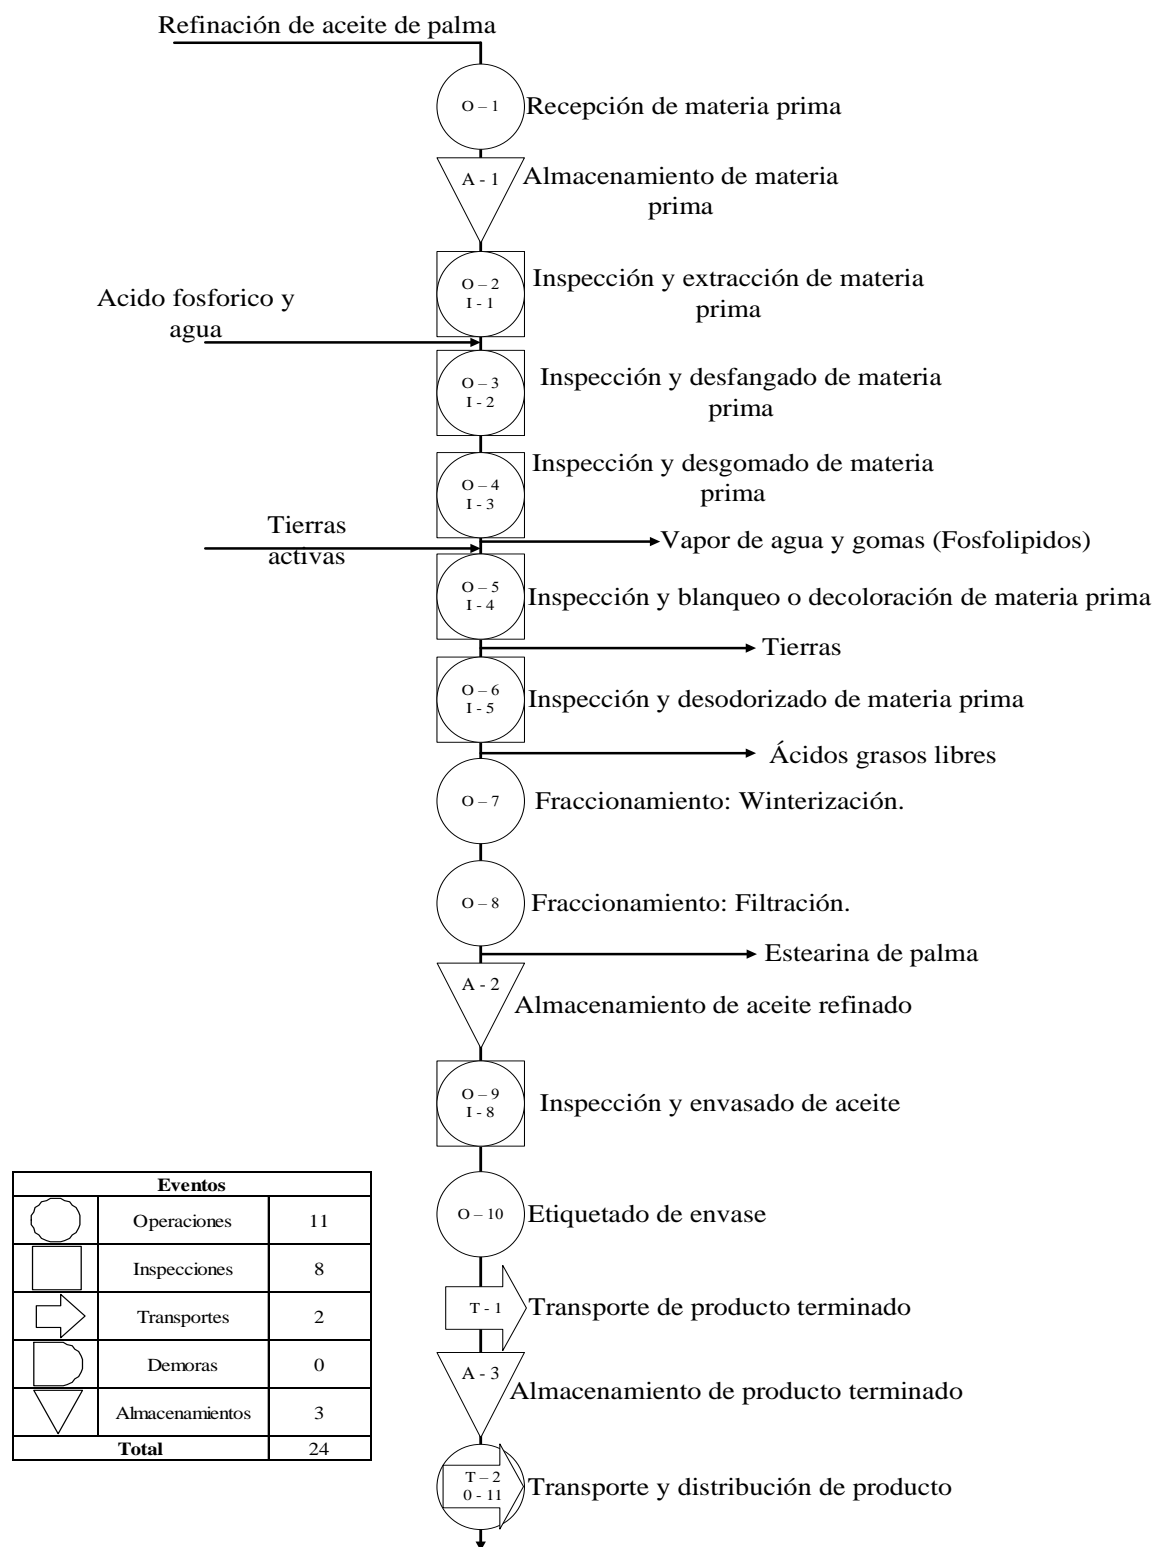 Refinación de aceite de palma
O – 1
Recepción de materia prima
A - 1
Almacenamiento de materia
prima
O – 2
I - 1
Inspección y extracción de materia
prima
Acido fosforico y
agua
O – 3
I - 2
Inspección y desfangado de materia
prima
O – 4
I - 3
Inspección y desgomado de materia
prima
Tierras
activas
Vapor de agua y gomas (Fosfolipidos)
O – 5
I - 4
Inspección y blanqueo o decoloración de materia prima
Tierras
O – 6
I - 5
Inspección y desodorizado de materia prima
Ácidos grasos libres
O – 7
Fraccionamiento: Winterización.
O – 8
Fraccionamiento: Filtración.
Estearina de palma
A - 2
Almacenamiento de aceite refinado
O – 9
I - 8
Inspección y envasado de aceite
O – 10
Etiquetado de envase
T - 1
Transporte de producto terminado
A - 3
Almacenamiento de producto terminado
T – 2
0 - 11
Transporte y distribución de producto
Eventos
Operaciones 11
Inspecciones 8
Transportes 2
Demoras 0
Almacenamientos 3
Total 24